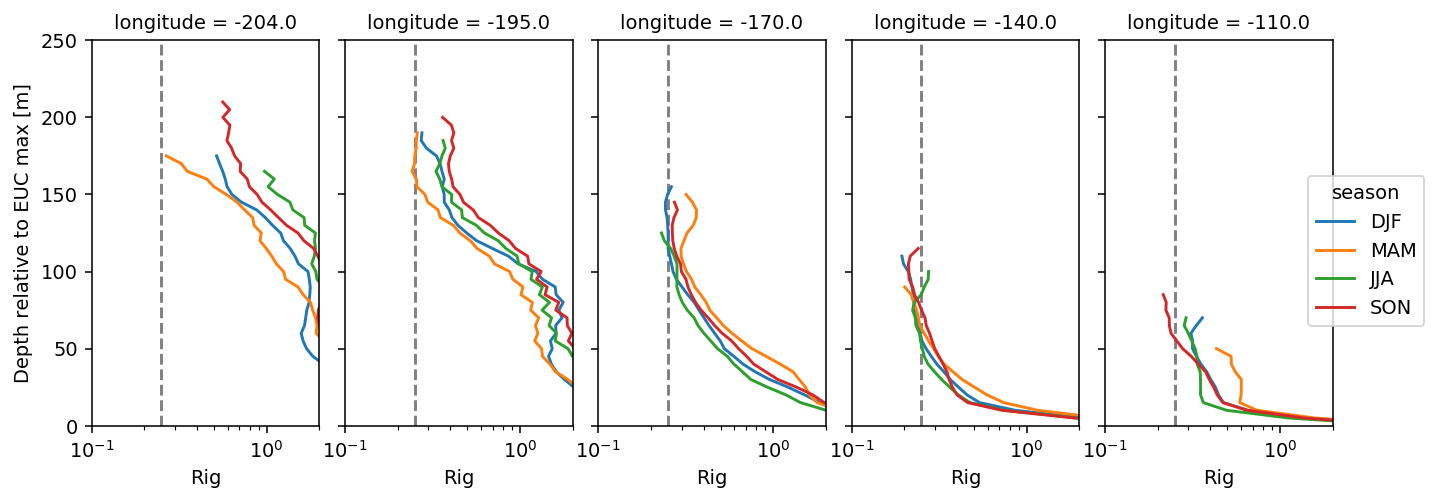 longitude = -204.0 longitude = -195.0 longitude = -170.0 longitude = -140.0 longitude = -110.0
Depth relative to EUC max [m]
250
200
150
100
50
0
season
DJF
MAM
JJA
SON
10⁻¹ 10⁰ 10⁻¹ 10⁰ 10⁻¹ 10⁰ 10⁻¹ 10⁰ 10⁻¹ 10⁰
Rig Rig Rig Rig Rig